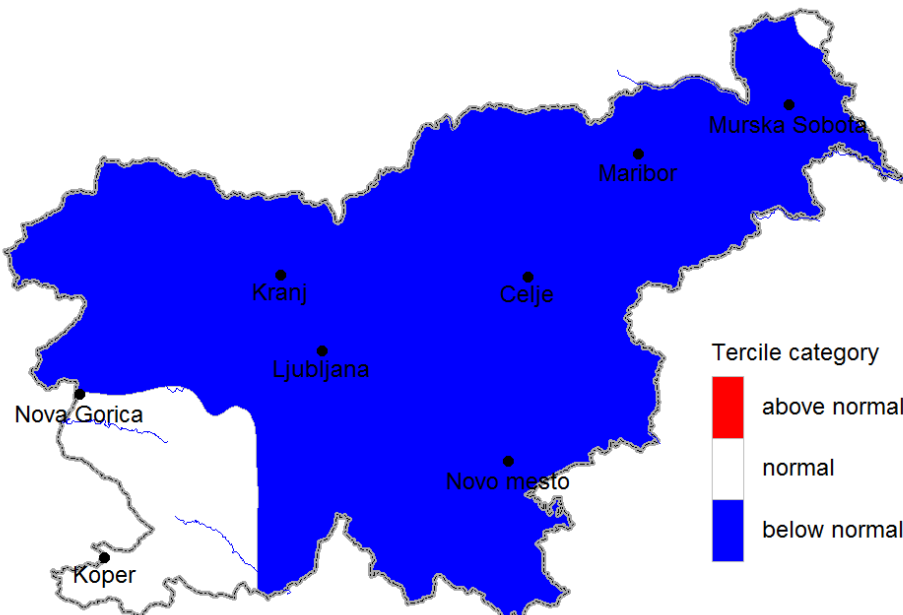 Murska Sobota
Maribor
Kranj
Celje
Ljubljana
Tercile category
above normal
Nova Gorica
normal
Novo mesto
below normal
Koper